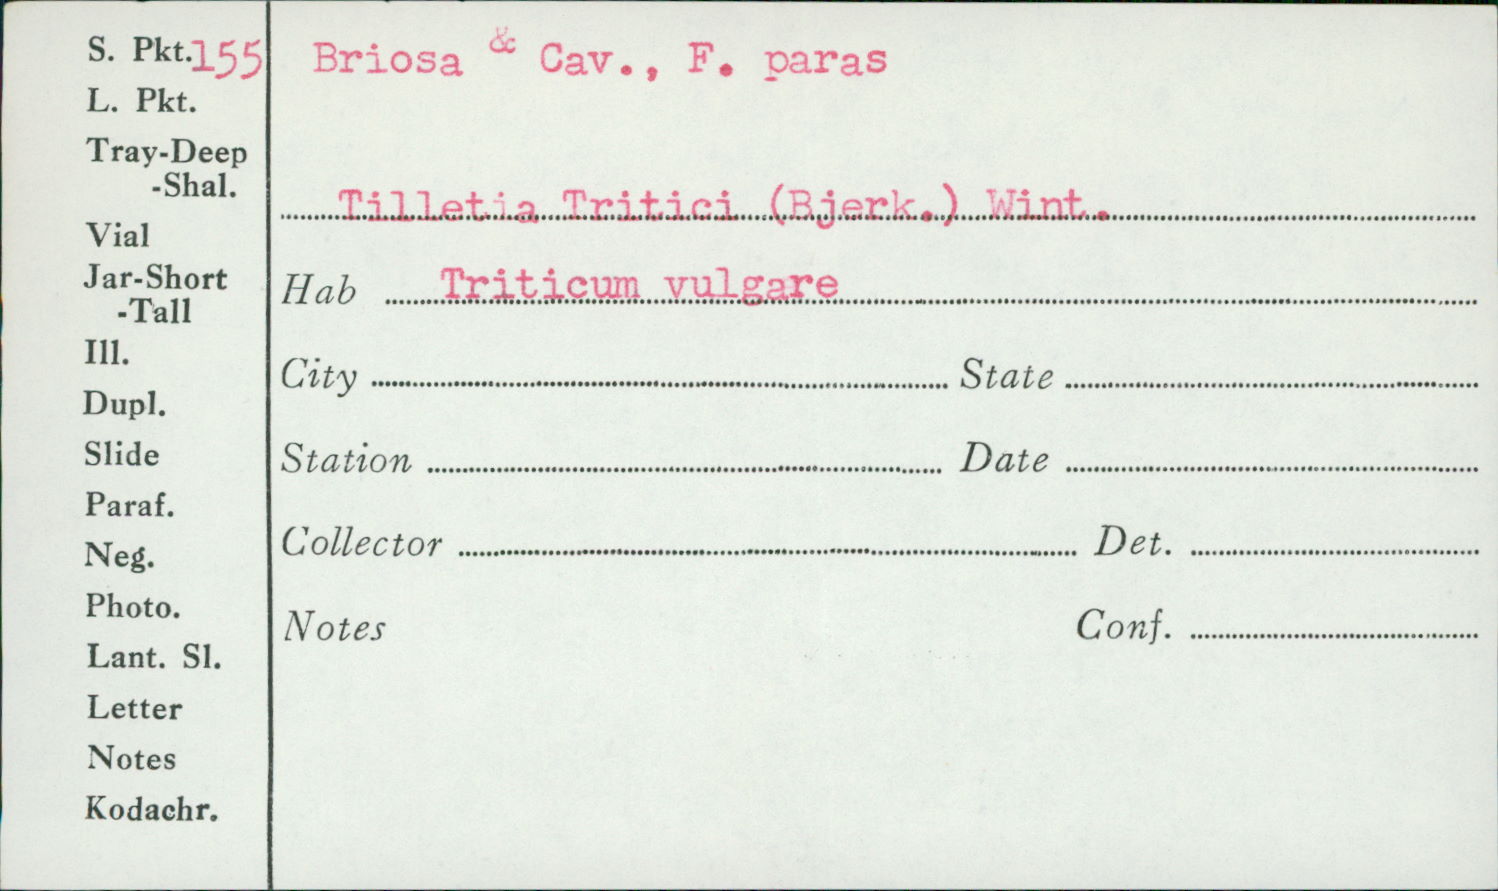 S. Pkt.155
L. Pkt.
Tray-Deep
-Shal.
Vial
Jar-Short
-Tall
Ill.
Dupl.
Slide
Paraf.
Neg.
Photo.
Lant. Sl.
Letter
Notes
Kodachr.
Briosa & Cav., F. paras
Tilletia Tritici (Bjerk.) Wint.
Hab Triticum vulgare
City State
Station Date
Collector Det.
Notes Conf.